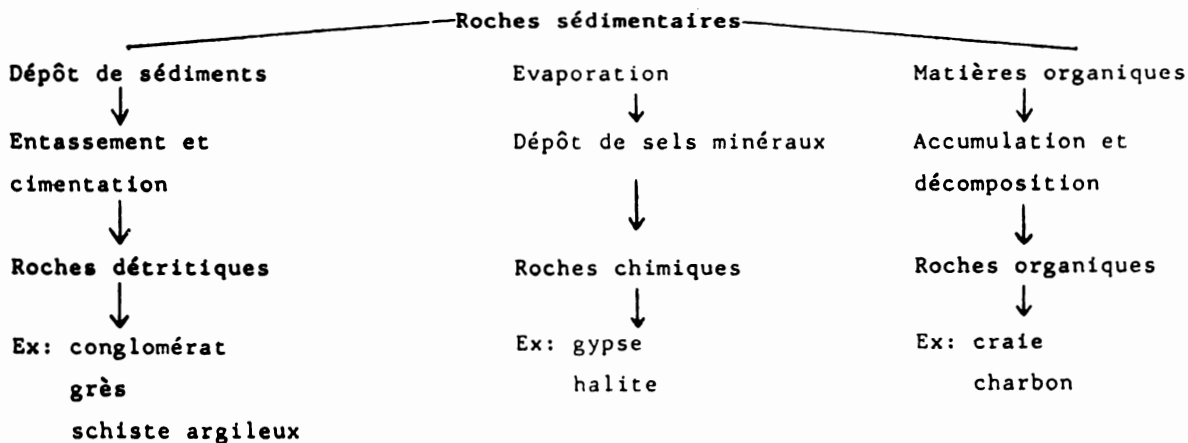 Roches sédimentaires
Dépôt de sédiments
Entassement et
cimentation
Roches détritiques
Ex: conglomérat
grès
schiste argileux
Evaporation
Dépôt de sels minéraux
Roches chimiques
Ex: gypse
halite
Matières organiques
Accumulation et
décomposition
Roches organiques
Ex: craie
charbon